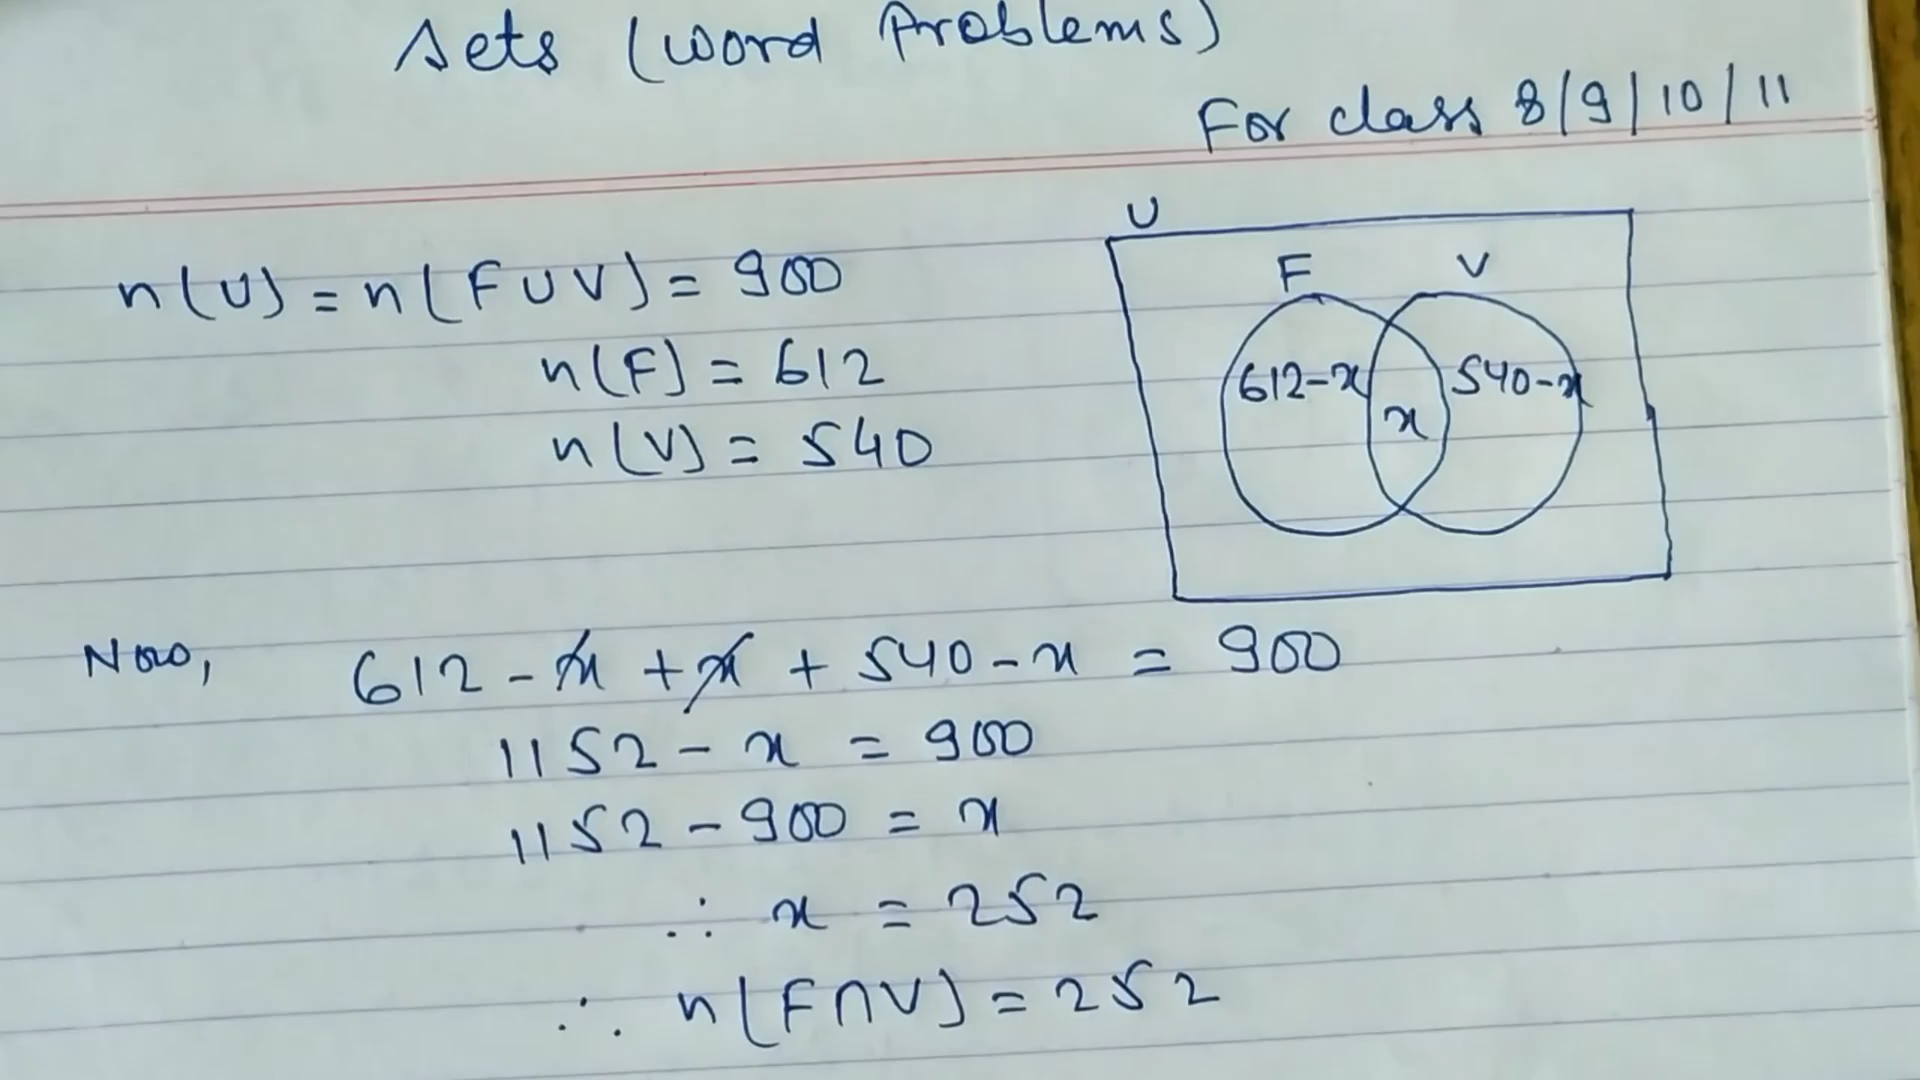 Sets (Word Problems)
For class 8/9/10/11
n(U) = n(F∪V) = 900
n(F) = 612
n(V) = 540
U
F V
612-x x 540-x
Now, 612 - x + x + 540 - x = 900
1152 - x = 900
1152 - 900 = x
∴ x = 252
∴ n(F∩V) = 252